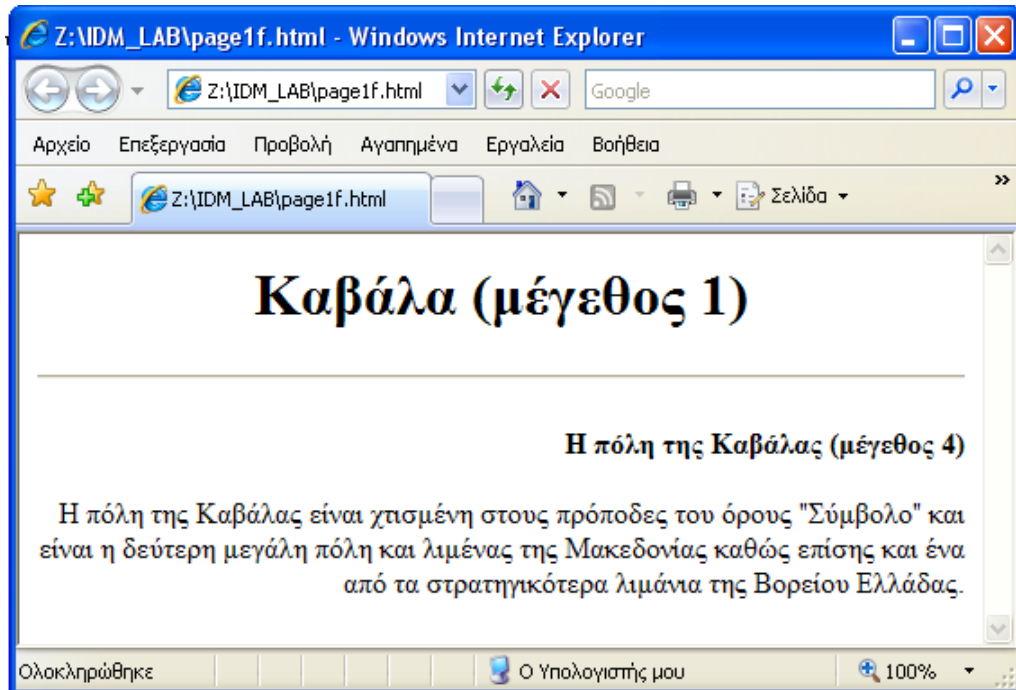 Z:\IDM_LAB\page1f.html - Windows Internet Explorer
Z:\IDM_LAB\page1f.html
Google
Αρχείο Επεξεργασία Προβολή Αγαπημένα Εργαλεία Βοήθεια
Z:\IDM_LAB\page1f.html
Σελίδα
Καβάλα (μέγεθος 1)
Η πόλη της Καβάλας (μέγεθος 4)
Η πόλη της Καβάλας είναι χτισμένη στους πρόποδες του όρους "Σύμβολο" και
είναι η δεύτερη μεγάλη πόλη και λιμένας της Μακεδονίας καθώς επίσης και ένα
από τα στρατηγικότερα λιμάνια της Βορείου Ελλάδας.
Ολοκληρώθηκε
Ο Υπολογιστής μου
100%